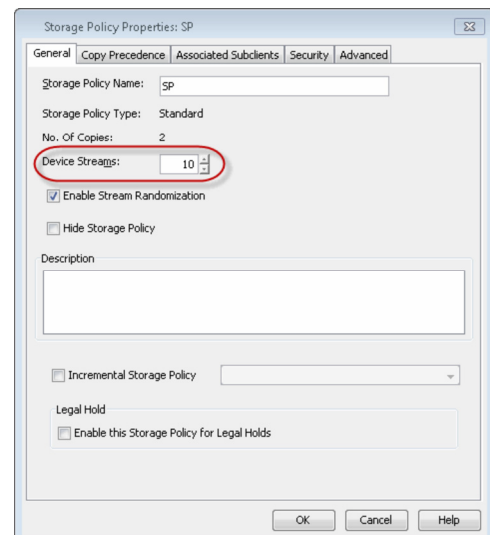 Storage Policy Properties: SP
General Copy Precedence Associated Subclients Security Advanced
Storage Policy Name: SP
Storage Policy Type: Standard
No. Of Copies: 2
Device Streams: 10
Enable Stream Randomization
Hide Storage Policy
Description
Incremental Storage Policy
Legal Hold
Enable this Storage Policy for Legal Holds
OK Cancel Help